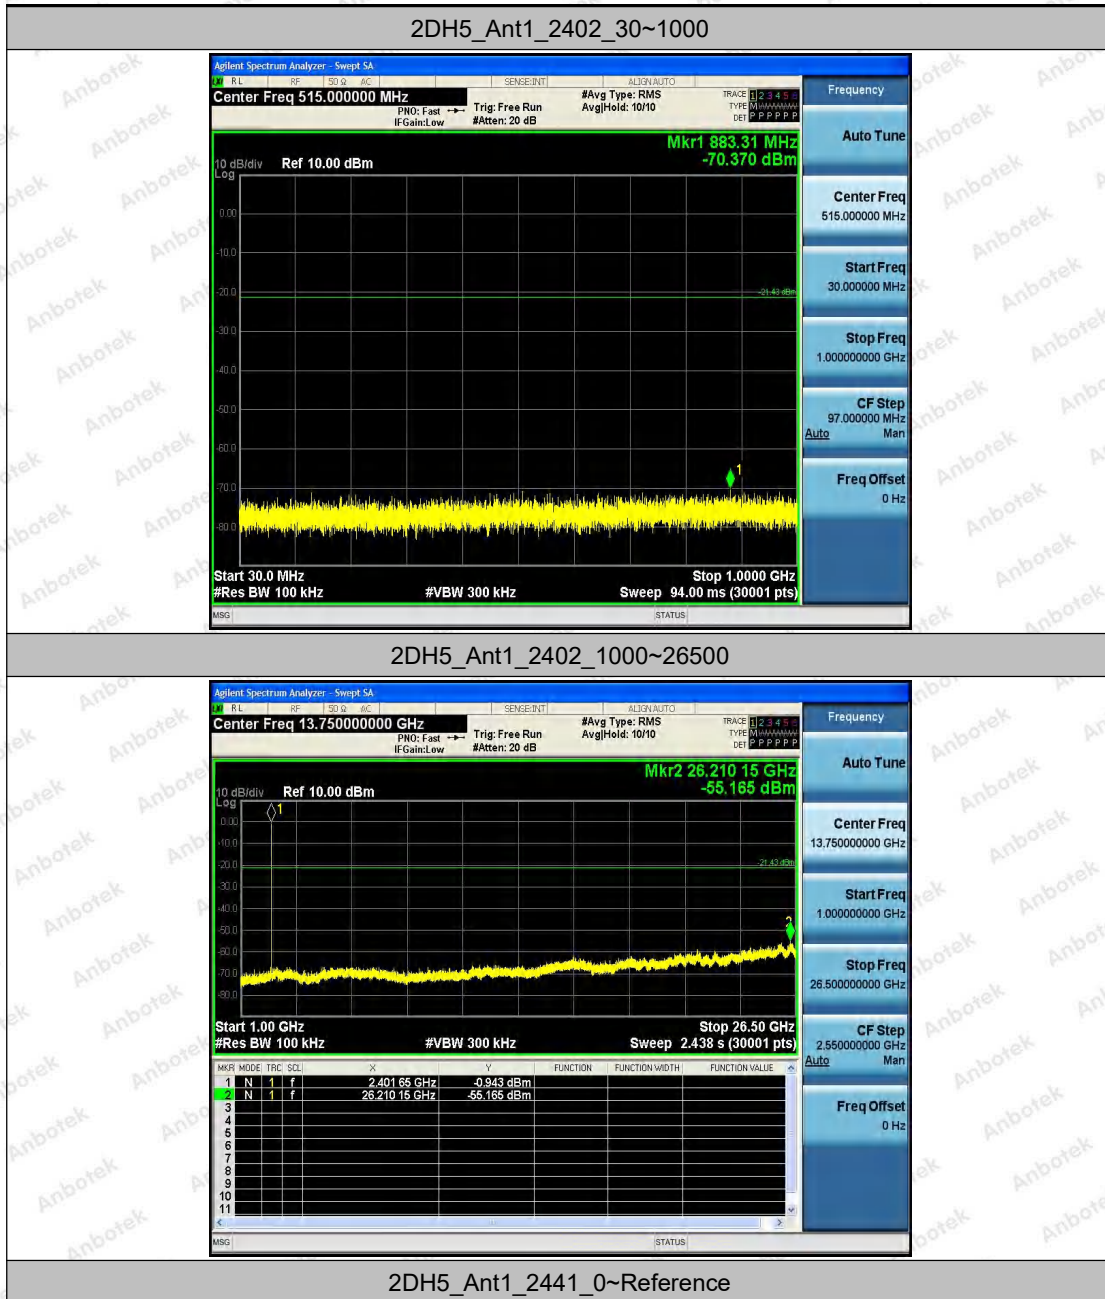 2DH5_Ant1_2402_30~1000
Agilent Spectrum Analyzer - Swept SA
RL RF 50 Ω AC SENSE:INT ALIGN AUTO
Center Freq 515.000000 MHz
PNO: Fast
IFGain:Low
Trig: Free Run
#Atten: 20 dB
#Avg Type: RMS
Avg|Hold: 10/10
TRACE 1 2 3 4 5 6
TYPE M
DET P P P P P P
Mkr1 883.31 MHz
-70.370 dBm
10 dB/div Ref 10.00 dBm
Log
0.00
-10.0
-20.0
-21.43 dBm
-30.0
-40.0
-50.0
-60.0
1
-70.0
-80.0
Start 30.0 MHz Stop 1.0000 GHz
#Res BW 100 kHz #VBW 300 kHz Sweep 94.00 ms (30001 pts)
MSG STATUS
Frequency
Auto Tune
Center Freq
515.000000 MHz
Start Freq
30.000000 MHz
Stop Freq
1.000000000 GHz
CF Step
97.000000 MHz
Auto Man
Freq Offset
0 Hz
2DH5_Ant1_2402_1000~26500
Agilent Spectrum Analyzer - Swept SA
RL RF 50 Ω AC SENSE:INT ALIGN AUTO
Center Freq 13.750000000 GHz
PNO: Fast
IFGain:Low
Trig: Free Run
#Atten: 20 dB
#Avg Type: RMS
Avg|Hold: 10/10
TRACE 1 2 3 4 5 6
TYPE M
DET P P P P P P
Mkr2 26.210 15 GHz
-55.165 dBm
10 dB/div Ref 10.00 dBm
Log
1
0.00
-10.0
-20.0
-21.43 dBm
-30.0
-40.0
2
-50.0
-60.0
-70.0
-80.0
Start 1.00 GHz Stop 26.50 GHz
#Res BW 100 kHz #VBW 300 kHz Sweep 2.438 s (30001 pts)
MKR MODE TRC SCL X Y FUNCTION FUNCTION WIDTH FUNCTION VALUE
1 N 1 f 2.401 65 GHz -0.943 dBm
2 N 1 f 26.210 15 GHz -55.165 dBm
3
4
5
6
7
8
9
10
11
MSG STATUS
Frequency
Auto Tune
Center Freq
13.750000000 GHz
Start Freq
1.000000000 GHz
Stop Freq
26.500000000 GHz
CF Step
2.550000000 GHz
Auto Man
Freq Offset
0 Hz
2DH5_Ant1_2441_0~Reference